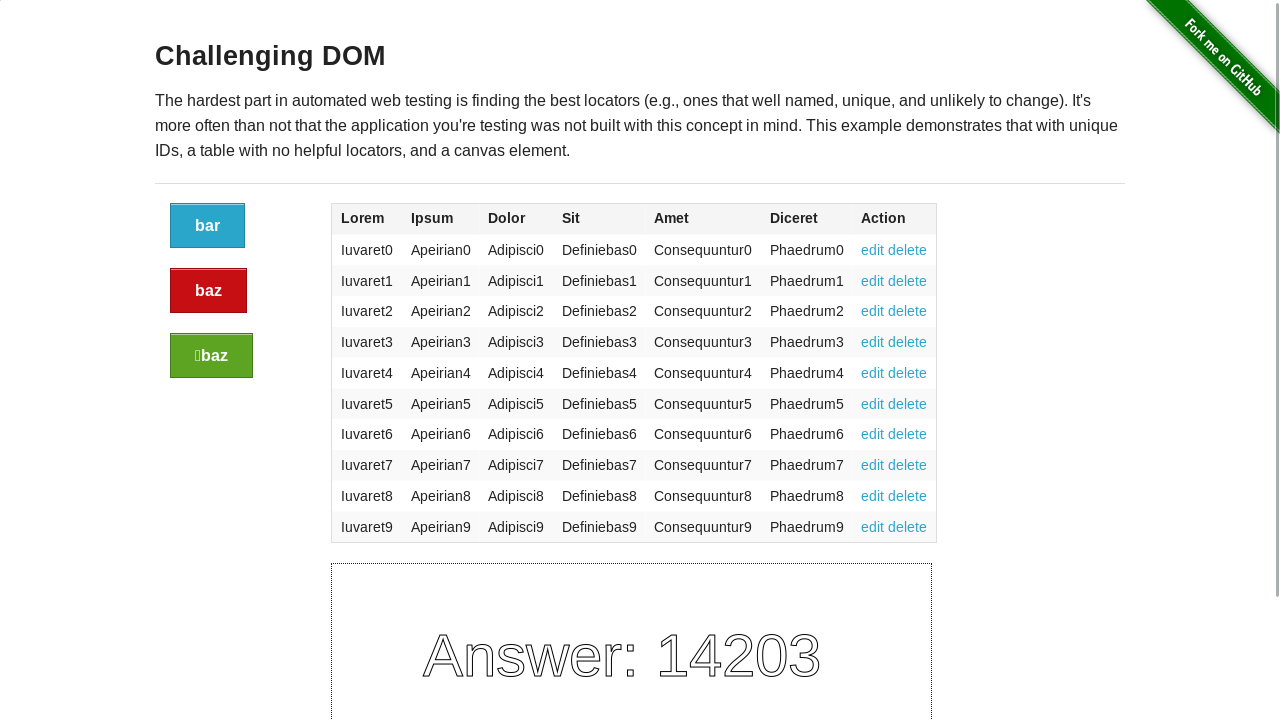 Fork me on GitHub
Challenging DOM
The hardest part in automated web testing is finding the best locators (e.g., ones that well named, unique, and unlikely to change). It's
more often than not that the application you're testing was not built with this concept in mind. This example demonstrates that with unique
IDs, a table with no helpful locators, and a canvas element.
bar
baz
baz
Lorem Ipsum Dolor Sit Amet Diceret Action
Iuvaret0 Apeirian0 Adipisci0 Definiebas0 Consequuntur0 Phaedrum0 edit delete
Iuvaret1 Apeirian1 Adipisci1 Definiebas1 Consequuntur1 Phaedrum1 edit delete
Iuvaret2 Apeirian2 Adipisci2 Definiebas2 Consequuntur2 Phaedrum2 edit delete
Iuvaret3 Apeirian3 Adipisci3 Definiebas3 Consequuntur3 Phaedrum3 edit delete
Iuvaret4 Apeirian4 Adipisci4 Definiebas4 Consequuntur4 Phaedrum4 edit delete
Iuvaret5 Apeirian5 Adipisci5 Definiebas5 Consequuntur5 Phaedrum5 edit delete
Iuvaret6 Apeirian6 Adipisci6 Definiebas6 Consequuntur6 Phaedrum6 edit delete
Iuvaret7 Apeirian7 Adipisci7 Definiebas7 Consequuntur7 Phaedrum7 edit delete
Iuvaret8 Apeirian8 Adipisci8 Definiebas8 Consequuntur8 Phaedrum8 edit delete
Iuvaret9 Apeirian9 Adipisci9 Definiebas9 Consequuntur9 Phaedrum9 edit delete
Answer: 14203